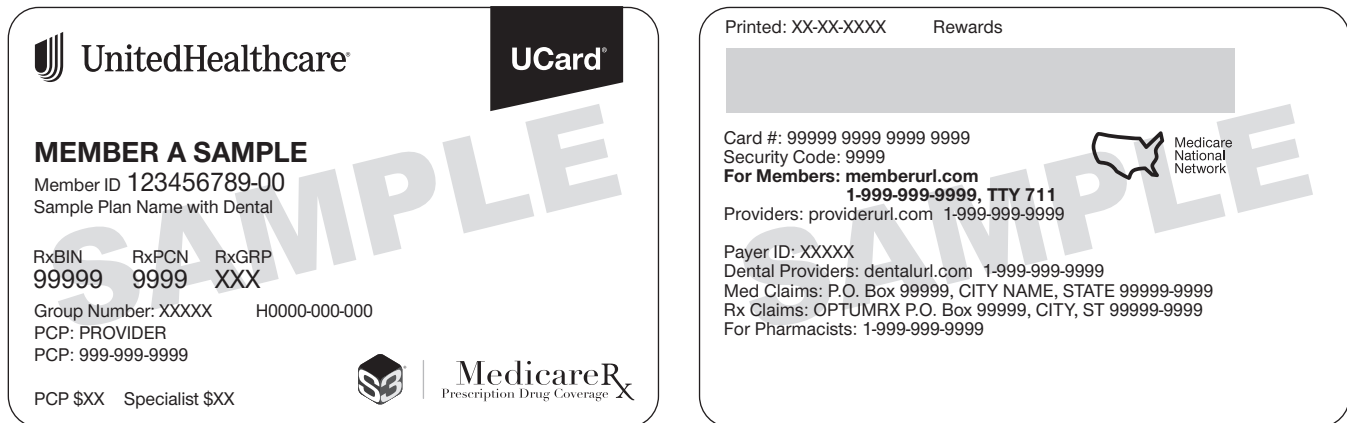 UnitedHealthcare®
UCard®
MEMBER A SAMPLE
Member ID 123456789-00
Sample Plan Name with Dental
RxBIN RxPCN RxGRP
99999 9999 XXX
Group Number: XXXXX H0000-000-000
PCP: PROVIDER
PCP: 999-999-9999
PCP $XX Specialist $XX
S3
MedicareRx
Prescription Drug Coverage
SAMPLE
Printed: XX-XX-XXXX Rewards
Card #: 99999 9999 9999 9999
Security Code: 9999
For Members: memberurl.com
1-999-999-9999, TTY 711
Providers: providerurl.com 1-999-999-9999
Medicare
National
Network
Payer ID: XXXXX
Dental Providers: dentalurl.com 1-999-999-9999
Med Claims: P.O. Box 99999, CITY NAME, STATE 99999-9999
Rx Claims: OPTUMRX P.O. Box 99999, CITY, ST 99999-9999
For Pharmacists: 1-999-999-9999
SAMPLE